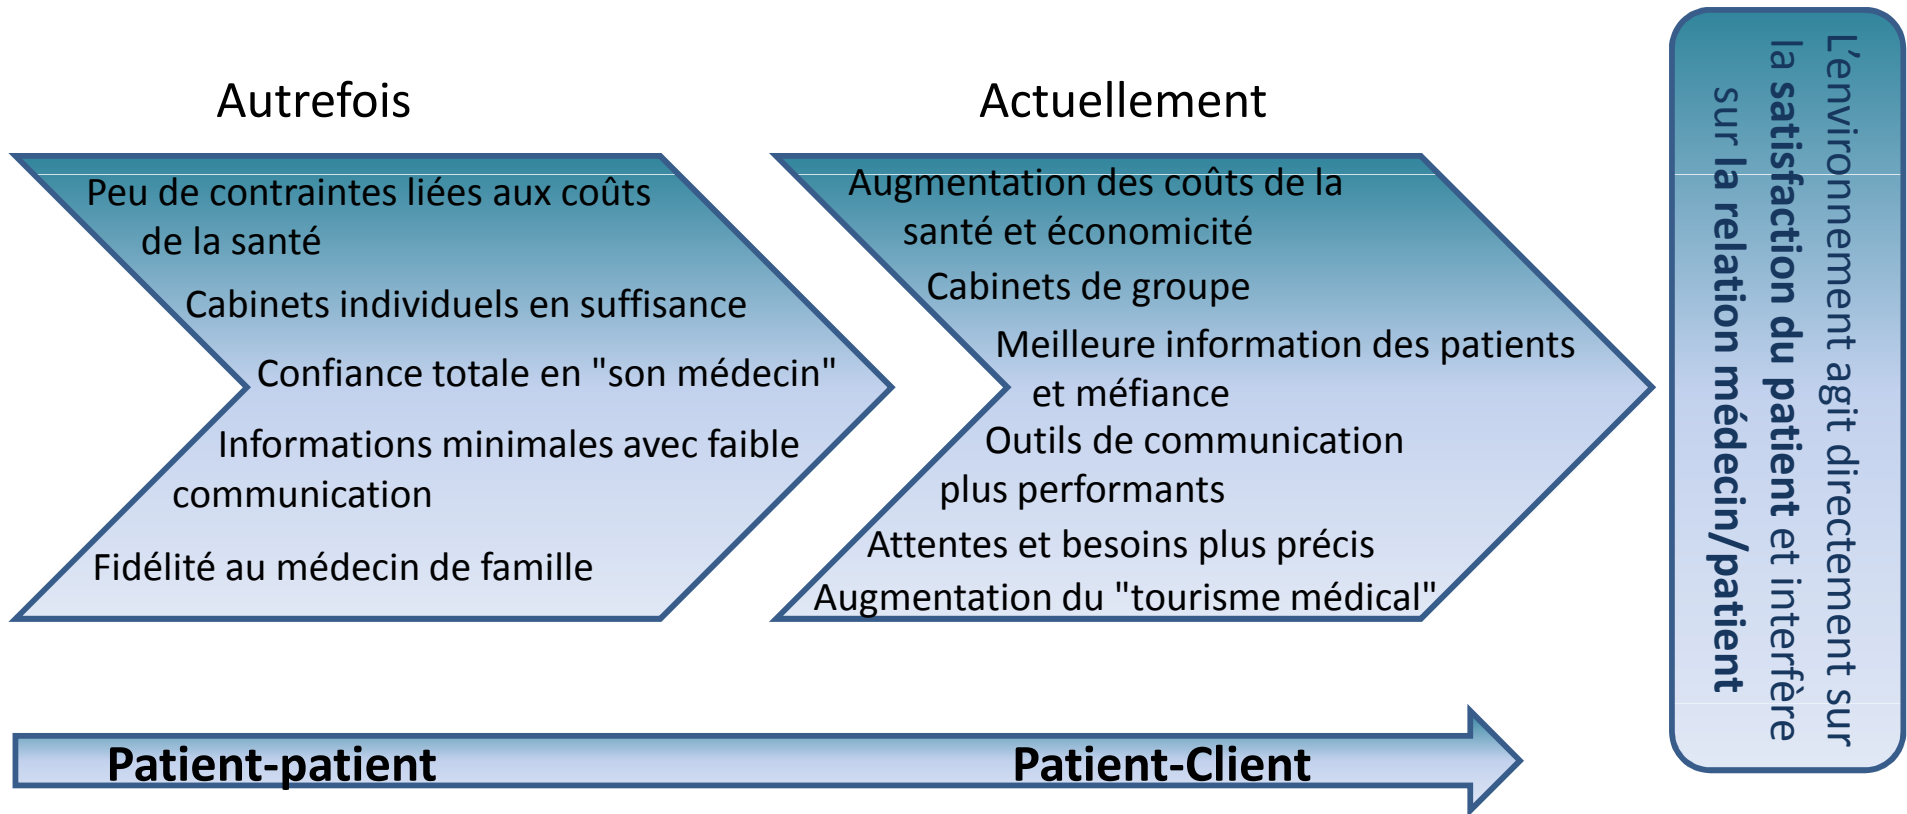 Autrefois
Peu de contraintes liées aux coûts
de la santé
Cabinets individuels en suffisance
Confiance totale en "son médecin"
Informations minimales avec faible
communication
Fidélité au médecin de famille
Actuellement
Augmentation des coûts de la
santé et économicité
Cabinets de groupe
Meilleure information des patients
et méfiance
Outils de communication
plus performants
Attentes et besoins plus précis
Augmentation du "tourisme médical"
L'environnement agit directement sur
la satisfaction du patient et interfère
sur la relation médecin/patient
Patient-patient
Patient-Client